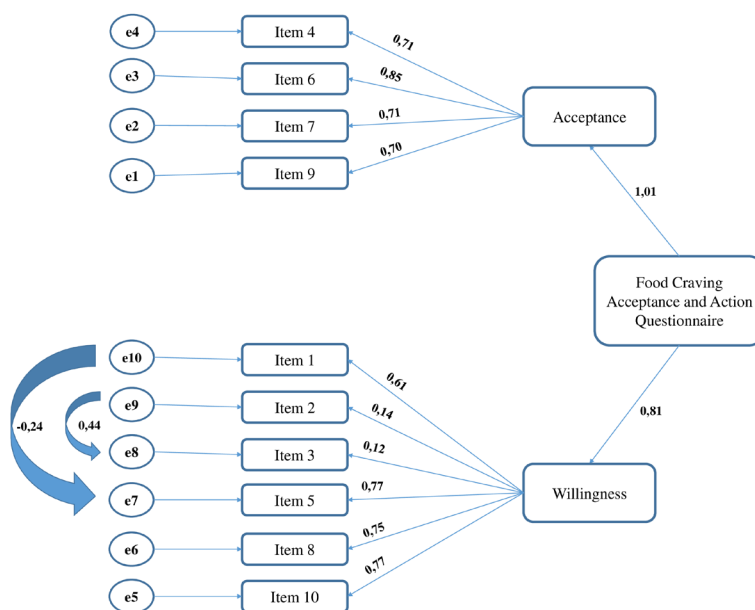 e4
Item 4
0,71
e3
Item 6
0,85
Acceptance
e2
Item 7
0,71
e1
Item 9
0,70
1,01
Food Craving
Acceptance and Action
Questionnaire
e10
Item 1
0,61
e9
Item 2
0,14
0,81
-0,24
0,44
e8
Item 3
0,12
e7
Item 5
0,77
Willingness
e6
Item 8
0,75
e5
Item 10
0,77